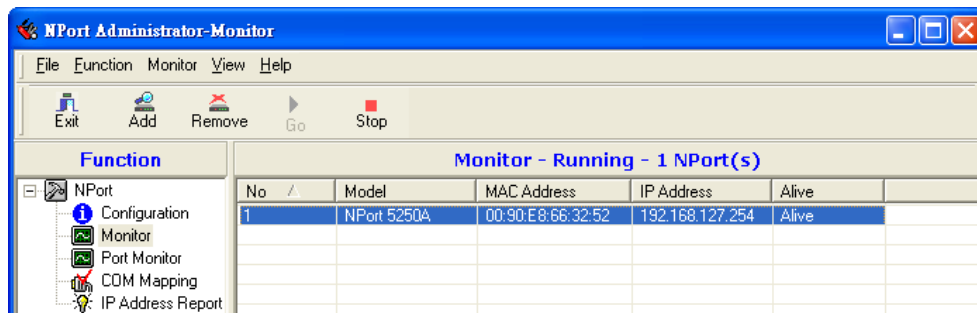 NPort Administrator-Monitor
File Function Monitor View Help
Exit Add Remove Go Stop
Function
Monitor - Running - 1 NPort(s)
NPort
Configuration
Monitor
Port Monitor
COM Mapping
IP Address Report
No Model MAC Address IP Address Alive
1 NPort 5250A 00:90:E8:66:32:52 192.168.127.254 Alive